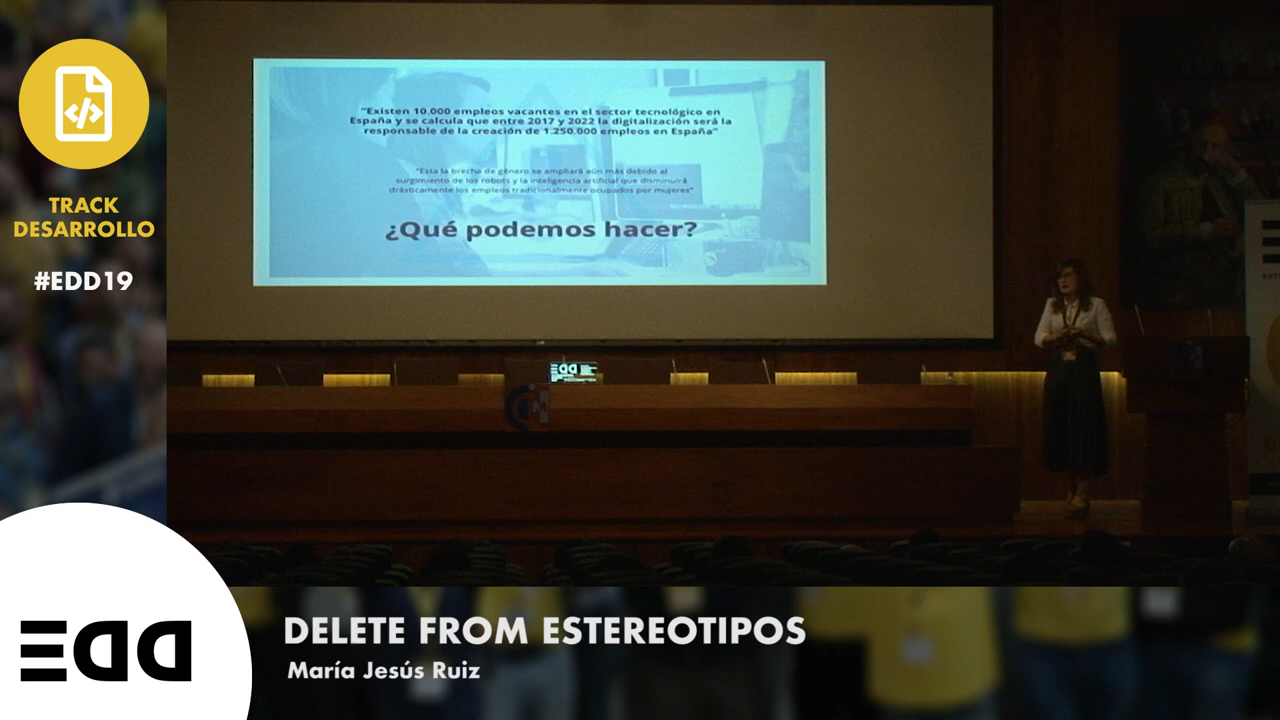 TRACK
DESARROLLO
#EDD19
"Existen 10.000 empleos vacantes en el sector tecnológico en
España y se calcula que entre 2017 y 2022 la digitalización será la
responsable de la creación de 1.250.000 empleos en España"
"Esta la brecha de género se ampliará aún más debido al
surgimiento de los robots y la inteligencia artificial que disminuirá
drásticamente los empleos tradicionalmente ocupados por mujeres"
¿Qué podemos hacer?
EDD
EDD
DELETE FROM ESTEREOTIPOS
María Jesús Ruiz